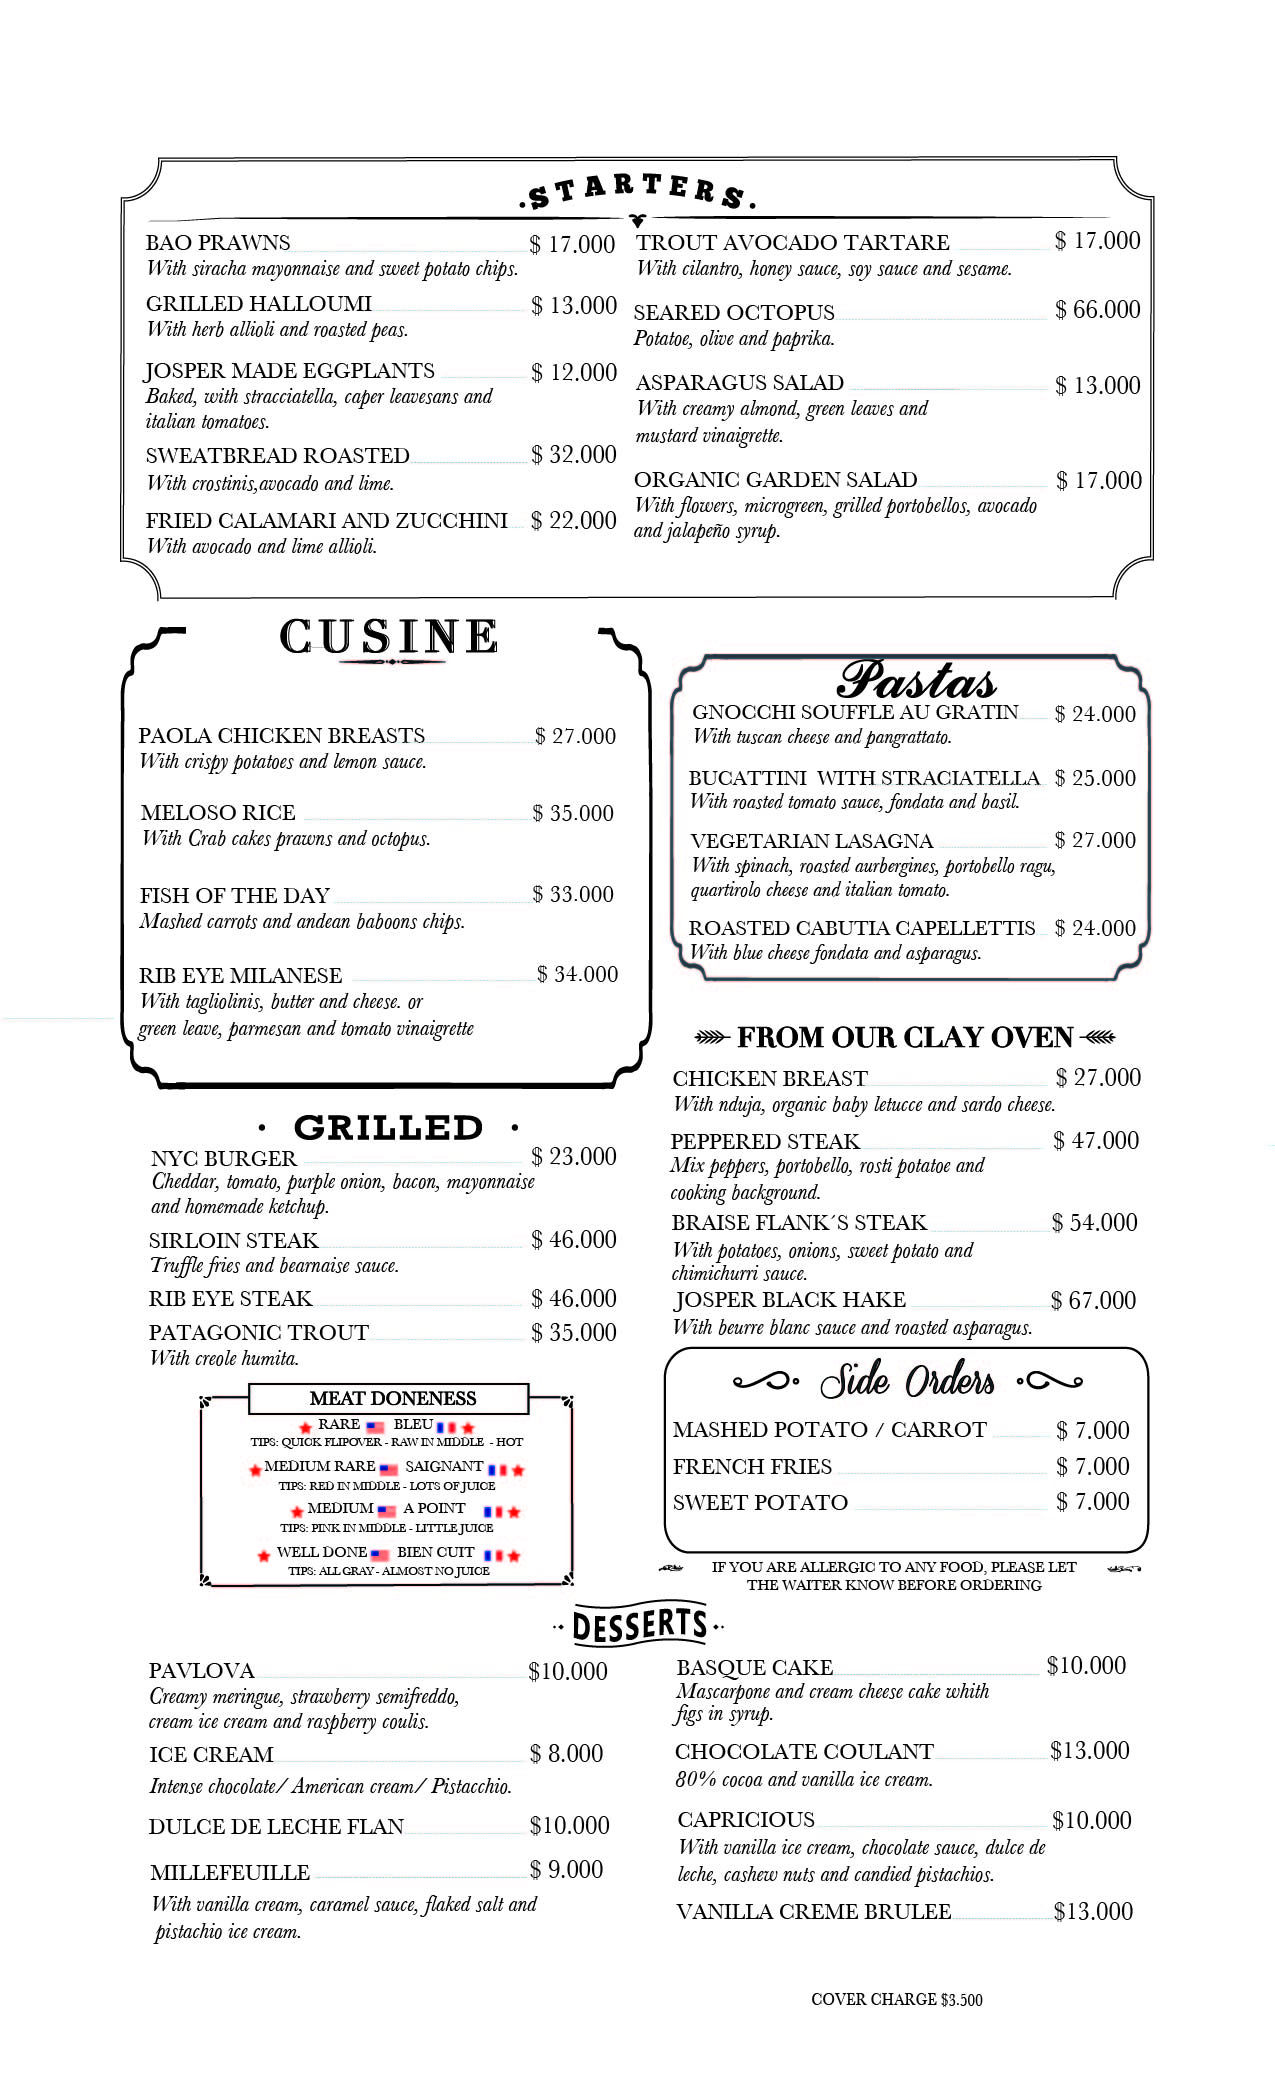 .STARTERS.
BAO PRAWNS $ 17.000
With siracha mayonnaise and sweet potato chips.
GRILLED HALLOUMI $ 13.000
With herb allioli and roasted peas.
JOSPER MADE EGGPLANTS $ 12.000
Baked, with stracciatella, caper leavesans and
italian tomatoes.
SWEATBREAD ROASTED $ 32.000
With crostinis,avocado and lime.
FRIED CALAMARI AND ZUCCHINI $ 22.000
With avocado and lime allioli.
TROUT AVOCADO TARTARE $ 17.000
With cilantro, honey sauce, soy sauce and sesame.
SEARED OCTOPUS $ 66.000
Potatoe, olive and paprika.
ASPARAGUS SALAD $ 13.000
With creamy almond, green leaves and
mustard vinaigrette.
ORGANIC GARDEN SALAD $ 17.000
With flowers, microgreen, grilled portobellos, avocado
and jalapeño syrup.
CUSINE
PAOLA CHICKEN BREASTS $ 27.000
With crispy potatoes and lemon sauce.
MELOSO RICE $ 35.000
With Crab cakes prawns and octopus.
FISH OF THE DAY $ 33.000
Mashed carrots and andean baboons chips.
RIB EYE MILANESE $ 34.000
With tagliolinis, butter and cheese. or
green leave, parmesan and tomato vinaigrette
Pastas
GNOCCHI SOUFFLE AU GRATIN $ 24.000
With tuscan cheese and pangrattato.
BUCATTINI WITH STRACIATELLA $ 25.000
With roasted tomato sauce, fondata and basil.
VEGETARIAN LASAGNA $ 27.000
With spinach, roasted aurbergines, portobello ragu,
quartirolo cheese and italian tomato.
ROASTED CABUTIA CAPELLETTIS $ 24.000
With blue cheese fondata and asparagus.
· GRILLED ·
NYC BURGER $ 23.000
Cheddar, tomato, purple onion, bacon, mayonnaise
and homemade ketchup.
SIRLOIN STEAK $ 46.000
Truffle fries and bearnaise sauce.
RIB EYE STEAK $ 46.000
PATAGONIC TROUT $ 35.000
With creole humita.
FROM OUR CLAY OVEN
CHICKEN BREAST $ 27.000
With nduja, organic baby letucce and sardo cheese.
PEPPERED STEAK $ 47.000
Mix peppers, portobello, rosti potatoe and
cooking background.
BRAISE FLANK´S STEAK $ 54.000
With potatoes, onions, sweet potato and
chimichurri sauce.
JOSPER BLACK HAKE $ 67.000
With beurre blanc sauce and roasted asparagus.
MEAT DONENESS
RARE BLEU
TIPS: QUICK FLIPOVER - RAW IN MIDDLE - HOT
MEDIUM RARE SAIGNANT
TIPS: RED IN MIDDLE - LOTS OF JUICE
MEDIUM A POINT
TIPS: PINK IN MIDDLE - LITTLE JUICE
WELL DONE BIEN CUIT
TIPS: ALL GRAY - ALMOST NO JUICE
Side Orders
MASHED POTATO / CARROT $ 7.000
FRENCH FRIES $ 7.000
SWEET POTATO $ 7.000
IF YOU ARE ALLERGIC TO ANY FOOD, PLEASE LET
THE WAITER KNOW BEFORE ORDERING
DESSERTS
PAVLOVA $10.000
Creamy meringue, strawberry semifreddo,
cream ice cream and raspberry coulis.
ICE CREAM $ 8.000
Intense chocolate/ American cream/ Pistacchio.
DULCE DE LECHE FLAN $10.000
MILLEFEUILLE $ 9.000
With vanilla cream, caramel sauce, flaked salt and
pistachio ice cream.
BASQUE CAKE $10.000
Mascarpone and cream cheese cake whith
figs in syrup.
CHOCOLATE COULANT $13.000
80% cocoa and vanilla ice cream.
CAPRICIOUS $10.000
With vanilla ice cream, chocolate sauce, dulce de
leche, cashew nuts and candied pistachios.
VANILLA CREME BRULEE $13.000
COVER CHARGE $3.500